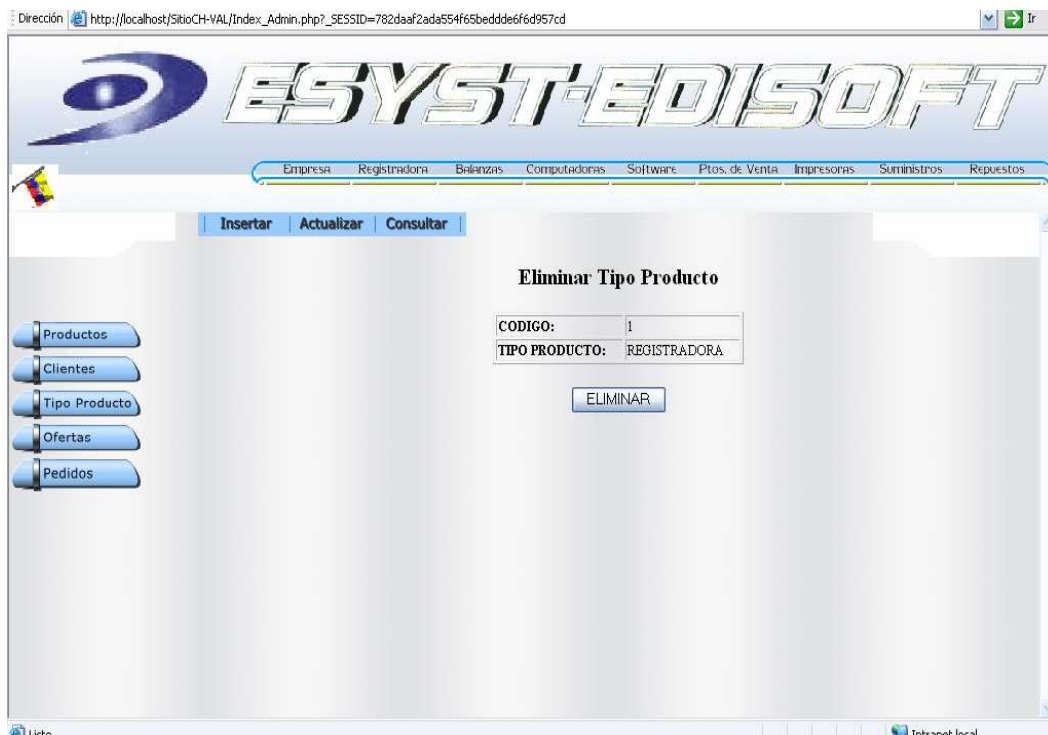 Dirección http://localhost/SitioCH-VAL/Index_Admin.php?_SESSID=782daaf2ada554f65beddde6f6d957cd Ir
ESYST-EDISOFT
Empresa Registradora Balanzas Computadoras Software Ptos. de Venta Impresoras Suministros Repuestos
Insertar Actualizar Consultar
Eliminar Tipo Producto
CODIGO: 1
TIPO PRODUCTO: REGISTRADORA
ELIMINAR
Productos
Clientes
Tipo Producto
Ofertas
Pedidos
Listo Intranet local